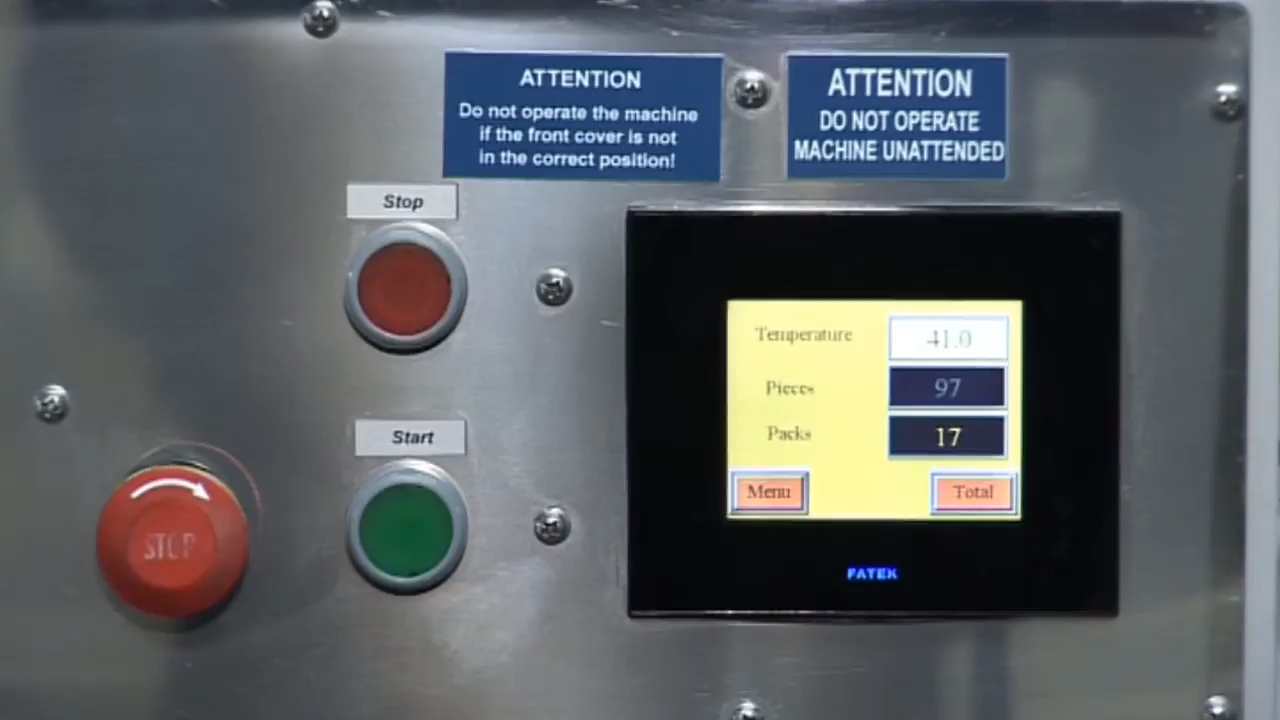 ATTENTION
Do not operate the machine
if the front cover is not
in the correct position!
ATTENTION
DO NOT OPERATE
MACHINE UNATTENDED
Stop
Start
STOP
Temperature 41.0
Pieces 97
Packs 17
Menu Total
FATEK